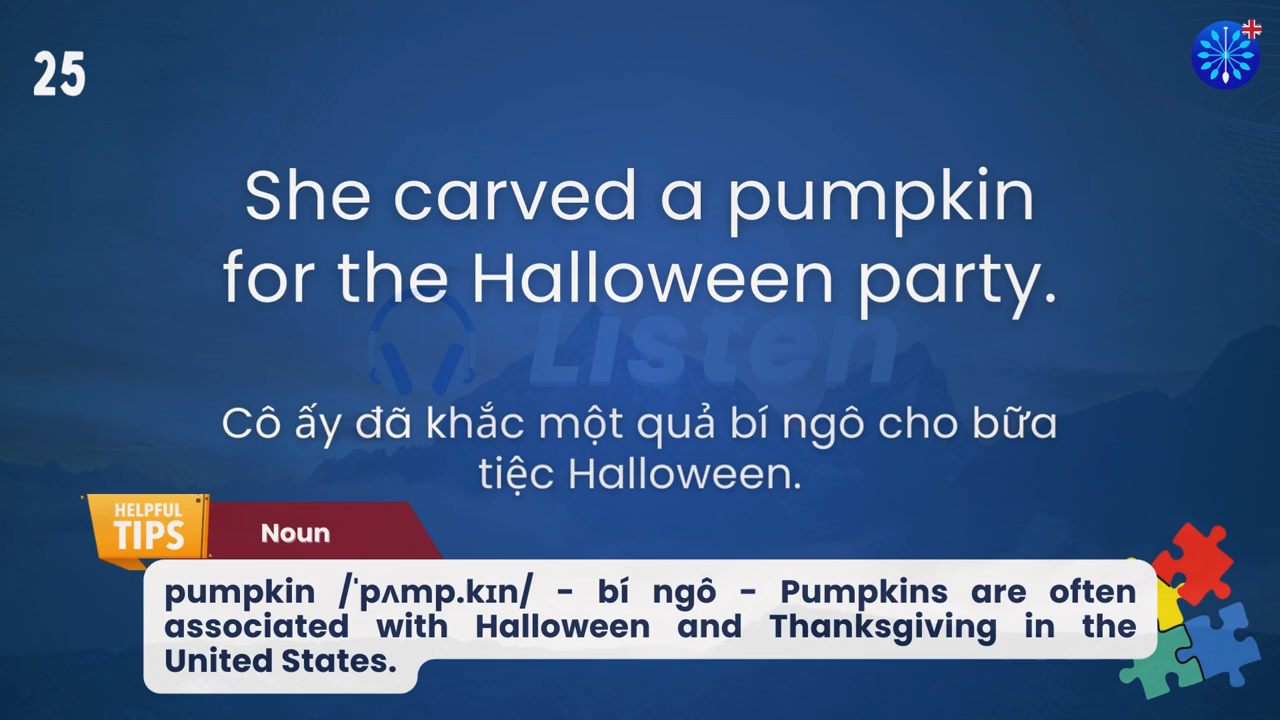 25
She carved a pumpkin
for the Halloween party.
Listen
Cô ấy đã khắc một quả bí ngô cho bữa
tiệc Halloween.
HELPFUL
TIPS
Noun
pumpkin /ˈpʌmp.kɪn/ - bí ngô - Pumpkins are often
associated with Halloween and Thanksgiving in the
United States.